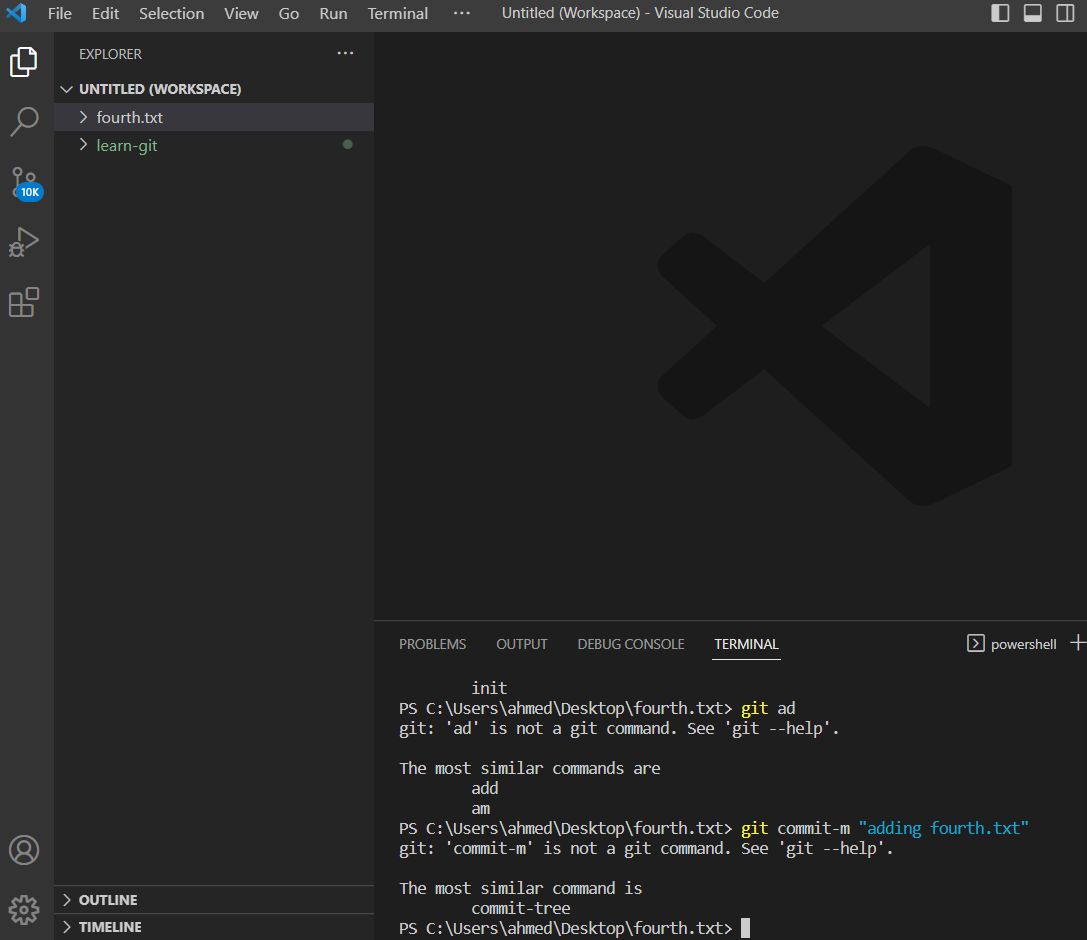 File Edit Selection View Go Run Terminal ··· Untitled (Workspace) - Visual Studio Code
EXPLORER ···
UNTITLED (WORKSPACE)
fourth.txt
learn-git
10K
OUTLINE
TIMELINE
PROBLEMS OUTPUT DEBUG CONSOLE TERMINAL powershell
init
PS C:\Users\ahmed\Desktop\fourth.txt> git ad
git: 'ad' is not a git command. See 'git --help'.
The most similar commands are
add
am
PS C:\Users\ahmed\Desktop\fourth.txt> git commit-m "adding fourth.txt"
git: 'commit-m' is not a git command. See 'git --help'.
The most similar command is
commit-tree
PS C:\Users\ahmed\Desktop\fourth.txt>